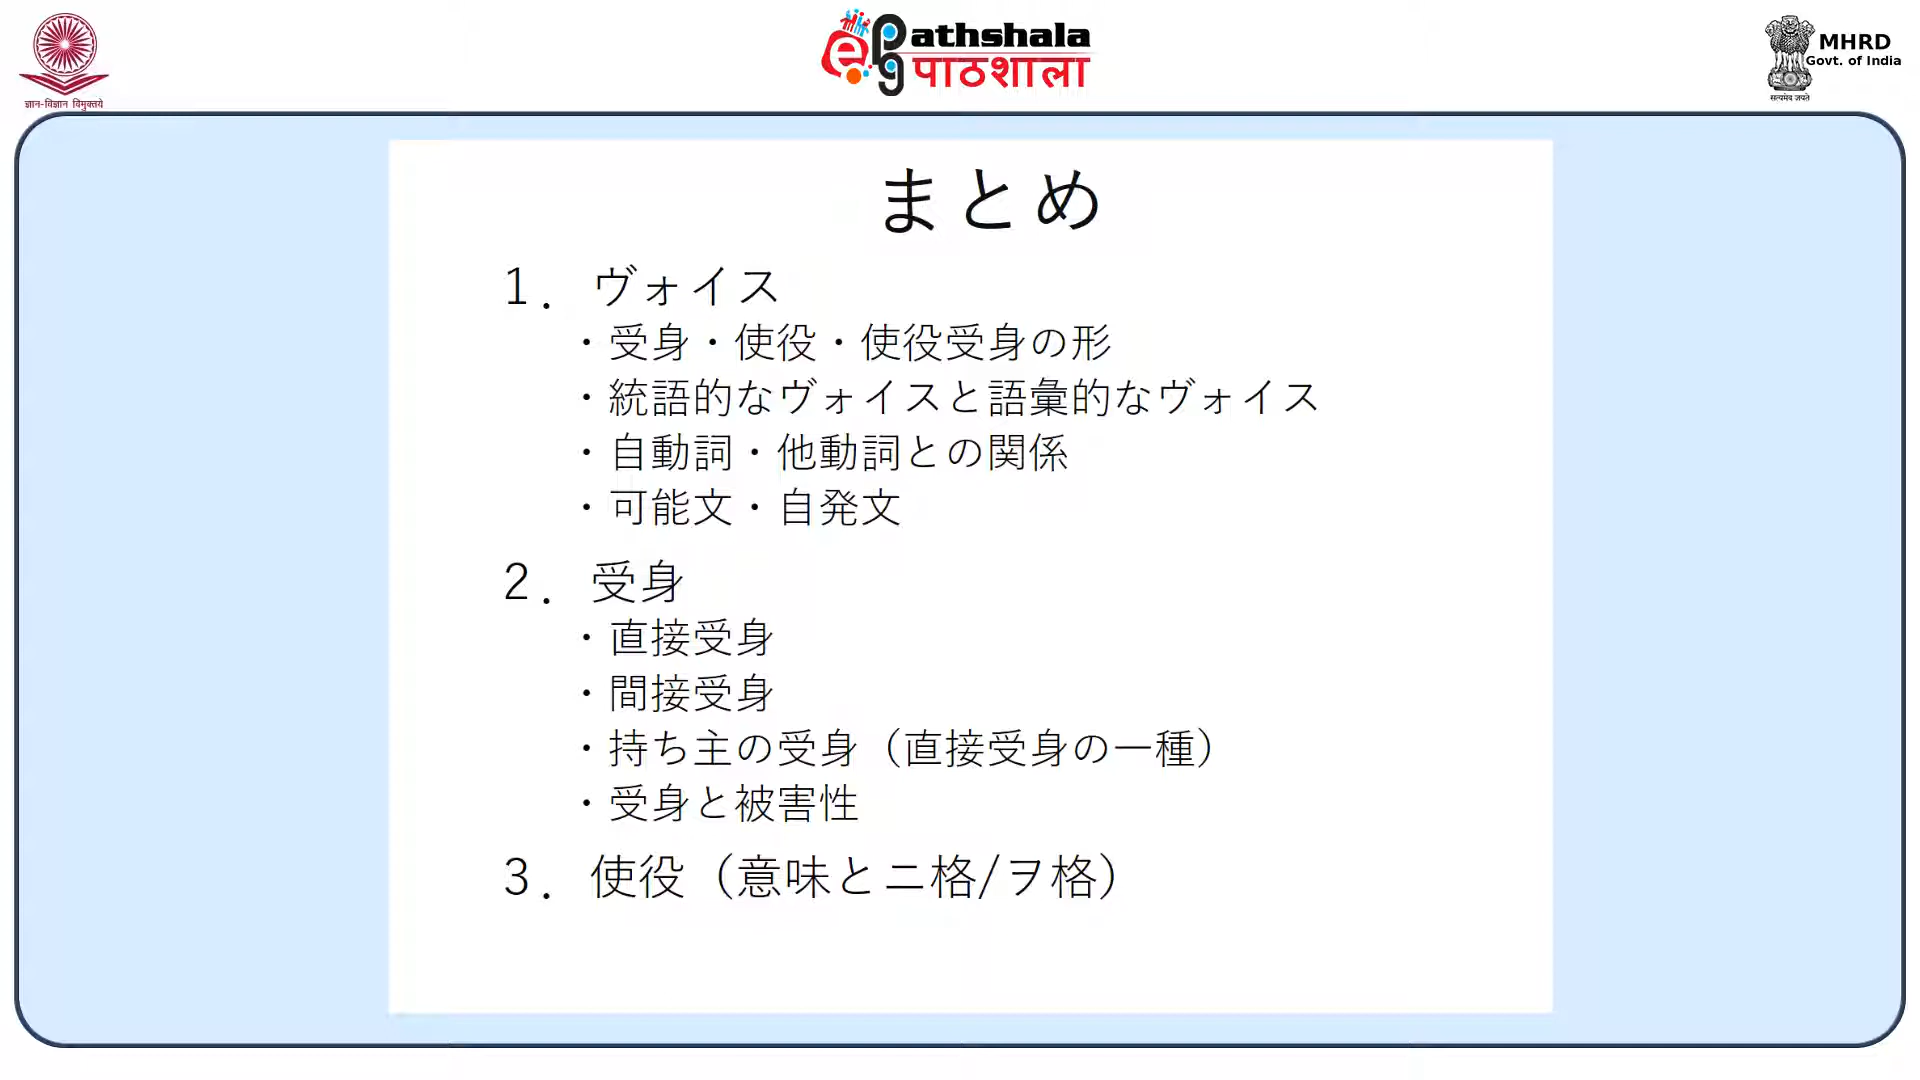 ज्ञान-विज्ञान विमुक्तये
ePathshala
पाठशाला
MHRD
Govt. of India
सत्यमेव जयते
まとめ
1．ヴォイス
・受身・使役・使役受身の形
・統語的なヴォイスと語彙的なヴォイス
・自動詞・他動詞との関係
・可能文・自発文
2．受身
・直接受身
・間接受身
・持ち主の受身（直接受身の一種）
・受身と被害性
3．使役（意味とニ格/ヲ格）